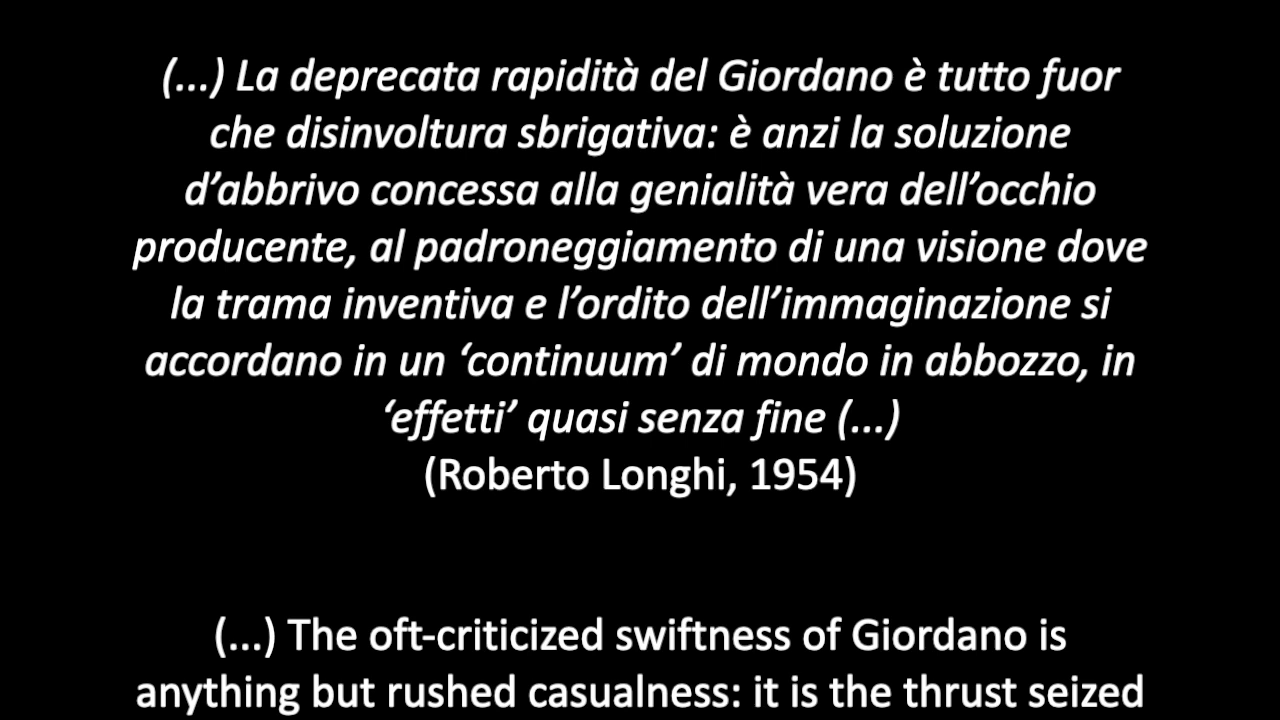 (...) La deprecata rapidità del Giordano è tutto fuor
che disinvoltura sbrigativa: è anzi la soluzione
d’abbrivo concessa alla genialità vera dell’occhio
producente, al padroneggiamento di una visione dove
la trama inventiva e l’ordito dell’immaginazione si
accordano in un ‘continuum’ di mondo in abbozzo, in
‘effetti’ quasi senza fine (...)
(Roberto Longhi, 1954)
(...) The oft-criticized swiftness of Giordano is
anything but rushed casualness: it is the thrust seized